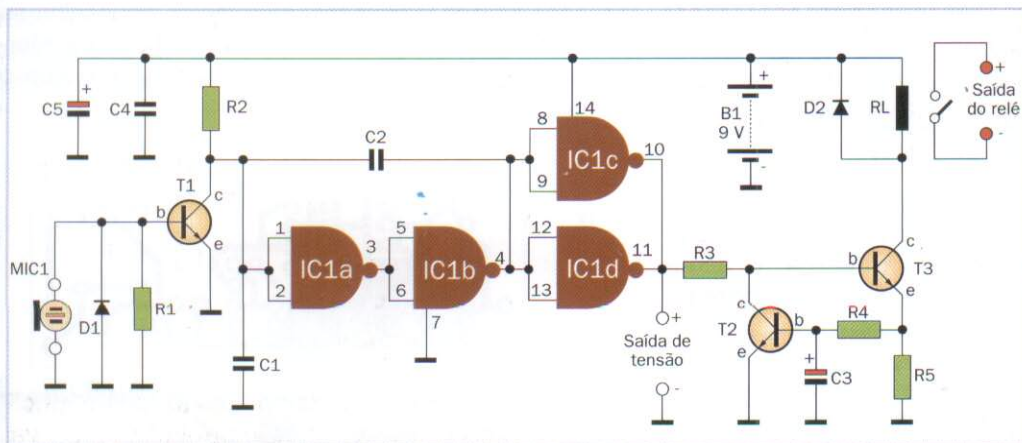 C5
+
C4
R2
14
8
9
10
IC1c
C2
+
B1
9 V
-
D2
RL
+
Saída
do relé
-
T1
b
c
e
MIC1
D1
R1
1
2
3
IC1a
5
6
4
IC1b
7
12
13
11
IC1d
C1
R3
+
Saída de
tensão
-
c
b
e
T2
R4
+
C3
b
c
e
T3
R5